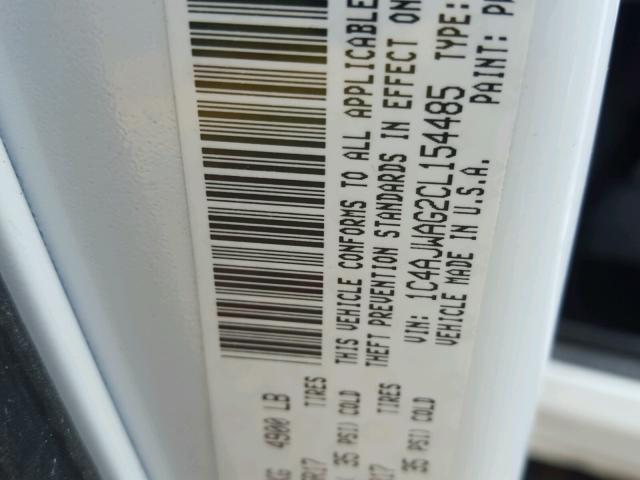 4900 LB
TIRES
35 PSI COLD
35 PSI COLD
THIS VEHICLE CONFORMS TO ALL APPLICABLE
THEFT PREVENTION STANDARDS IN EFFECT ON
VIN: 1C4AJWAG2CL154485 TYPE:
VEHICLE MADE IN U.S.A. PAINT:
KG
TIRES